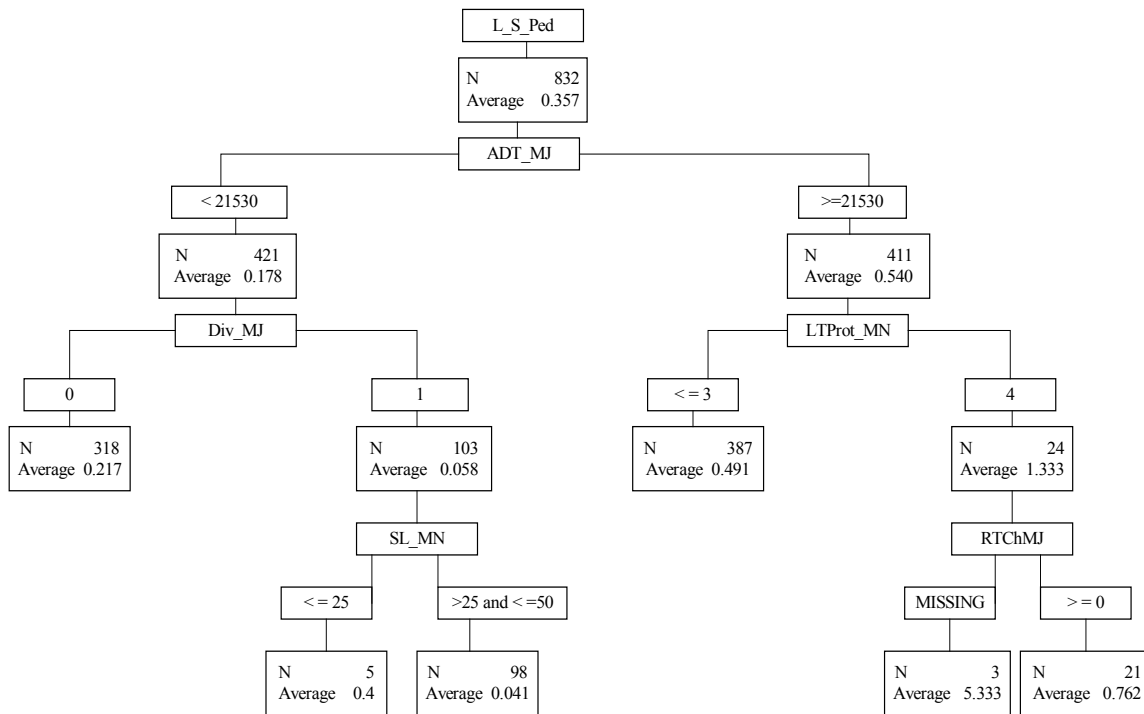 L_S_Ped
N 832
Average 0.357
ADT_MJ
< 21530
>=21530
N 421
Average 0.178
N 411
Average 0.540
Div_MJ
LTProt_MN
0
1
< = 3
4
N 318
Average 0.217
N 103
Average 0.058
N 387
Average 0.491
N 24
Average 1.333
SL_MN
RTChMJ
< = 25
>25 and < =50
MISSING
> = 0
N 5
Average 0.4
N 98
Average 0.041
N 3
Average 5.333
N 21
Average 0.762